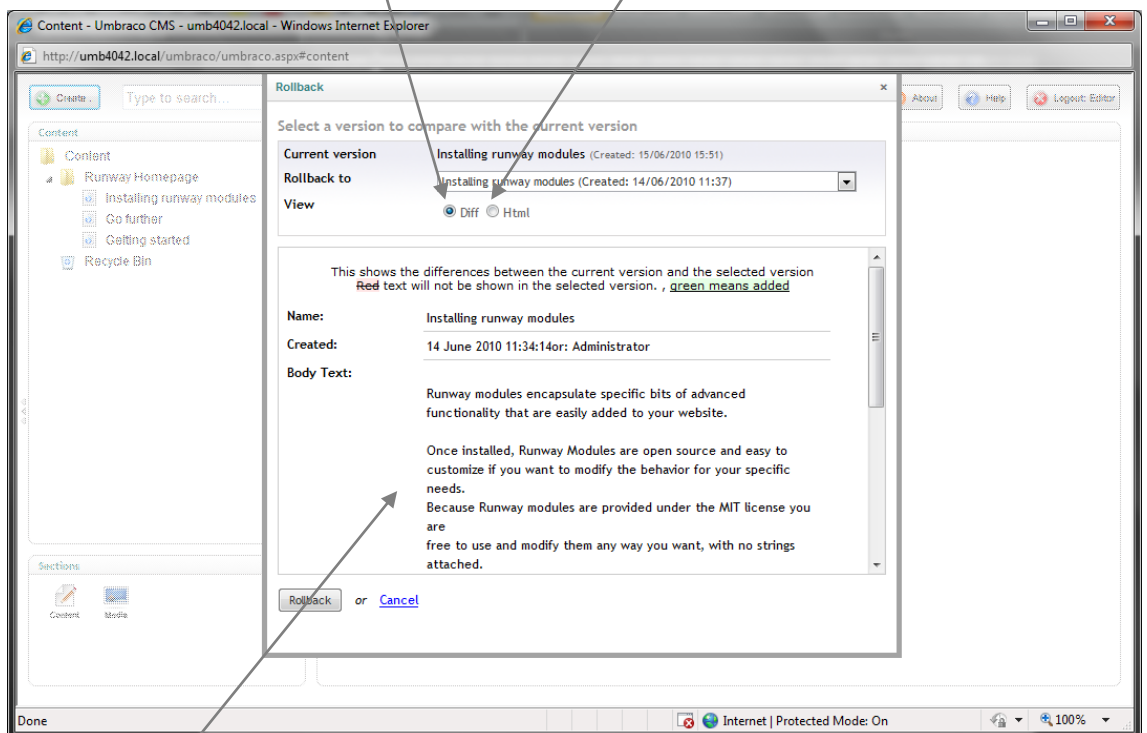 Content - Umbraco CMS - umb4042.local - Windows Internet Explorer
http://umb4042.local/umbraco/umbraco.aspx#content
Create .
Type to search...
About
Help
Logout: Editor
Content
Content
Runway Homepage
Installing runway modules
Go further
Getting started
Recycle Bin
Sections
Content
Media
Rollback
x
Select a version to compare with the current version
Current version Installing runway modules (Created: 15/06/2010 15:51)
Rollback to Installing runway modules (Created: 14/06/2010 11:37)
View Diff Html
This shows the differences between the current version and the selected version
Red text will not be shown in the selected version. , green means added
Name: Installing runway modules
Created: 14 June 2010 11:34:14or: Administrator
Body Text:
Runway modules encapsulate specific bits of advanced
functionality that are easily added to your website.
Once installed, Runway Modules are open source and easy to
customize if you want to modify the behavior for your specific
needs.
Because Runway modules are provided under the MIT license you
are
free to use and modify them any way you want, with no strings
attached.
Rollback or Cancel
Done
Internet | Protected Mode: On
100%